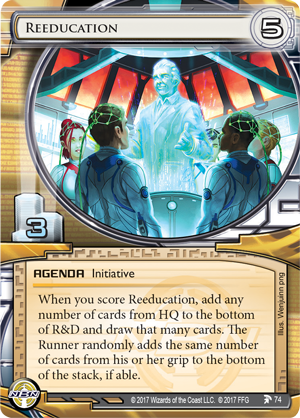 Reeducation
5
3
AGENDA Initiative
When you score Reeducation, add any
number of cards from HQ to the bottom
of R&D and draw that many cards. The
Runner randomly adds the same number
of cards from his or her grip to the bottom
of the stack, if able.
Illus. Wenjuinn png
NBN
© 2017 Wizards of the Coast LLC. © 2017 FFG
74